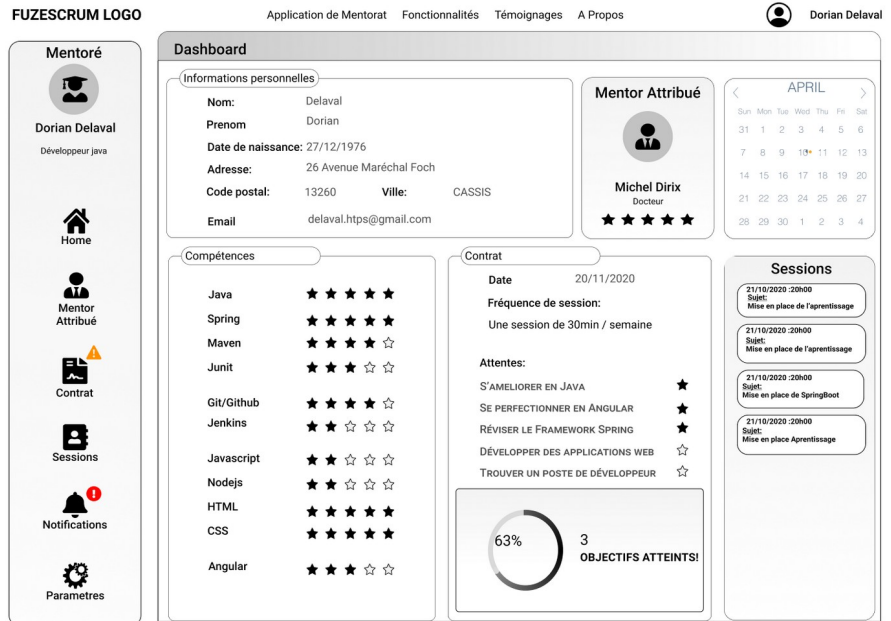 FUZESCRUM LOGO
Application de Mentorat Fonctionnalités Témoignages A Propos
Dorian Delaval
Mentoré
Dorian Delaval
Développeur java
Home
Mentor
Attribué
Contrat
Sessions
Notifications
Parametres
Dashboard
Informations personnelles
Nom: Delaval
Prenom Dorian
Date de naissance: 27/12/1976
Adresse: 26 Avenue Maréchal Foch
Code postal: 13260 Ville: CASSIS
Email delaval.htps@gmail.com
Mentor Attribué
Michel Dirix
Docteur
APRIL
Sun Mon Tue Wed Thu Fri Sat
31 1 2 3 4 5 6
7 8 9 10 11 12 13
14 15 16 17 18 19 20
21 22 23 24 25 26 27
28 29 30 1 2 3 4
Compétences
Java
Spring
Maven
Junit
Git/Github
Jenkins
Javascript
Nodejs
HTML
CSS
Angular
Contrat
Date 20/11/2020
Fréquence de session:
Une session de 30min / semaine
Attentes:
S'AMELIORER EN JAVA
SE PERFECTIONNER EN ANGULAR
RÉVISER LE FRAMEWORK SPRING
DÉVELOPPER DES APPLICATIONS WEB
TROUVER UN POSTE DE DÉVELOPPEUR
63%
3
OBJECTIFS ATTEINTS!
Sessions
21/10/2020 :20h00
Sujet:
Mise en place de l'aprentissage
21/10/2020 :20h00
Sujet:
Mise en place de l'aprentissage
21/10/2020 :20h00
Sujet:
Mise en place de SpringBoot
21/10/2020 :20h00
Sujet:
Mise en place Aprentissage